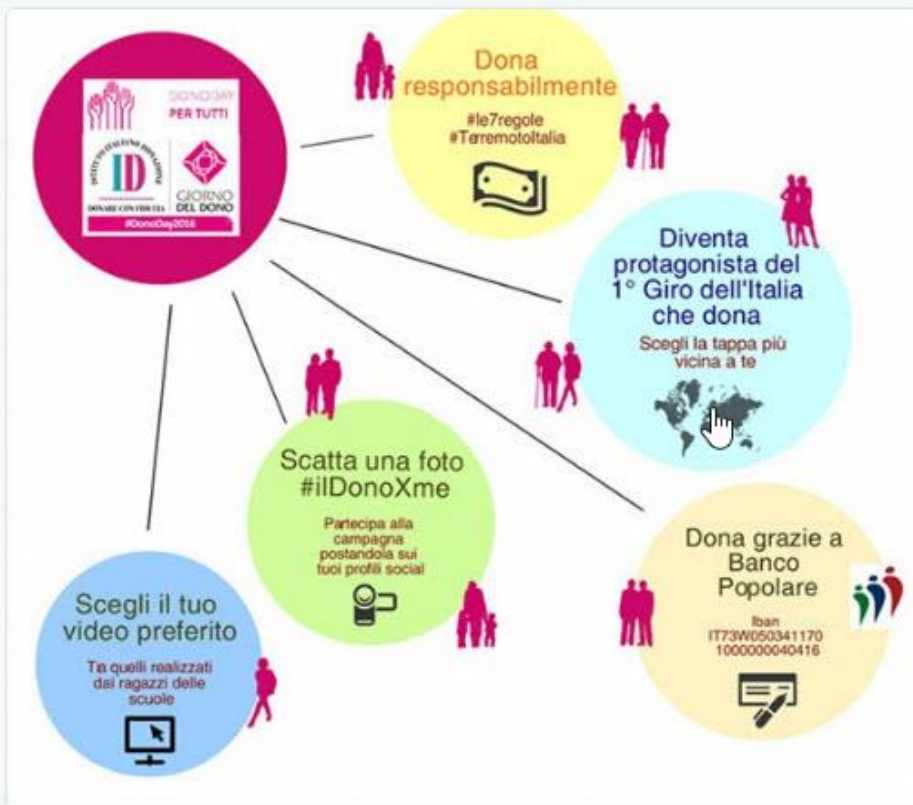 DONODAY
PER TUTTI
ISTITUTO ITALIANO DONAZIONE
ID
DONARE CON FIDUCIA
GIORNO
DEL DONO
#DonoDay2016
Dona
responsabilmente
#le7regole
#TerremotoItalia
Diventa
protagonista del
1° Giro dell'Italia
che dona
Scegli la tappa più
vicina a te
Scatta una foto
#ilDonoXme
Partecipa alla
campagna
postandola sui
tuoi profili social
Dona grazie a
Banco
Popolare
Iban
IT73W050341170
1000000040416
Scegli il tuo
video preferito
Tra quelli realizzati
dai ragazzi delle
scuole